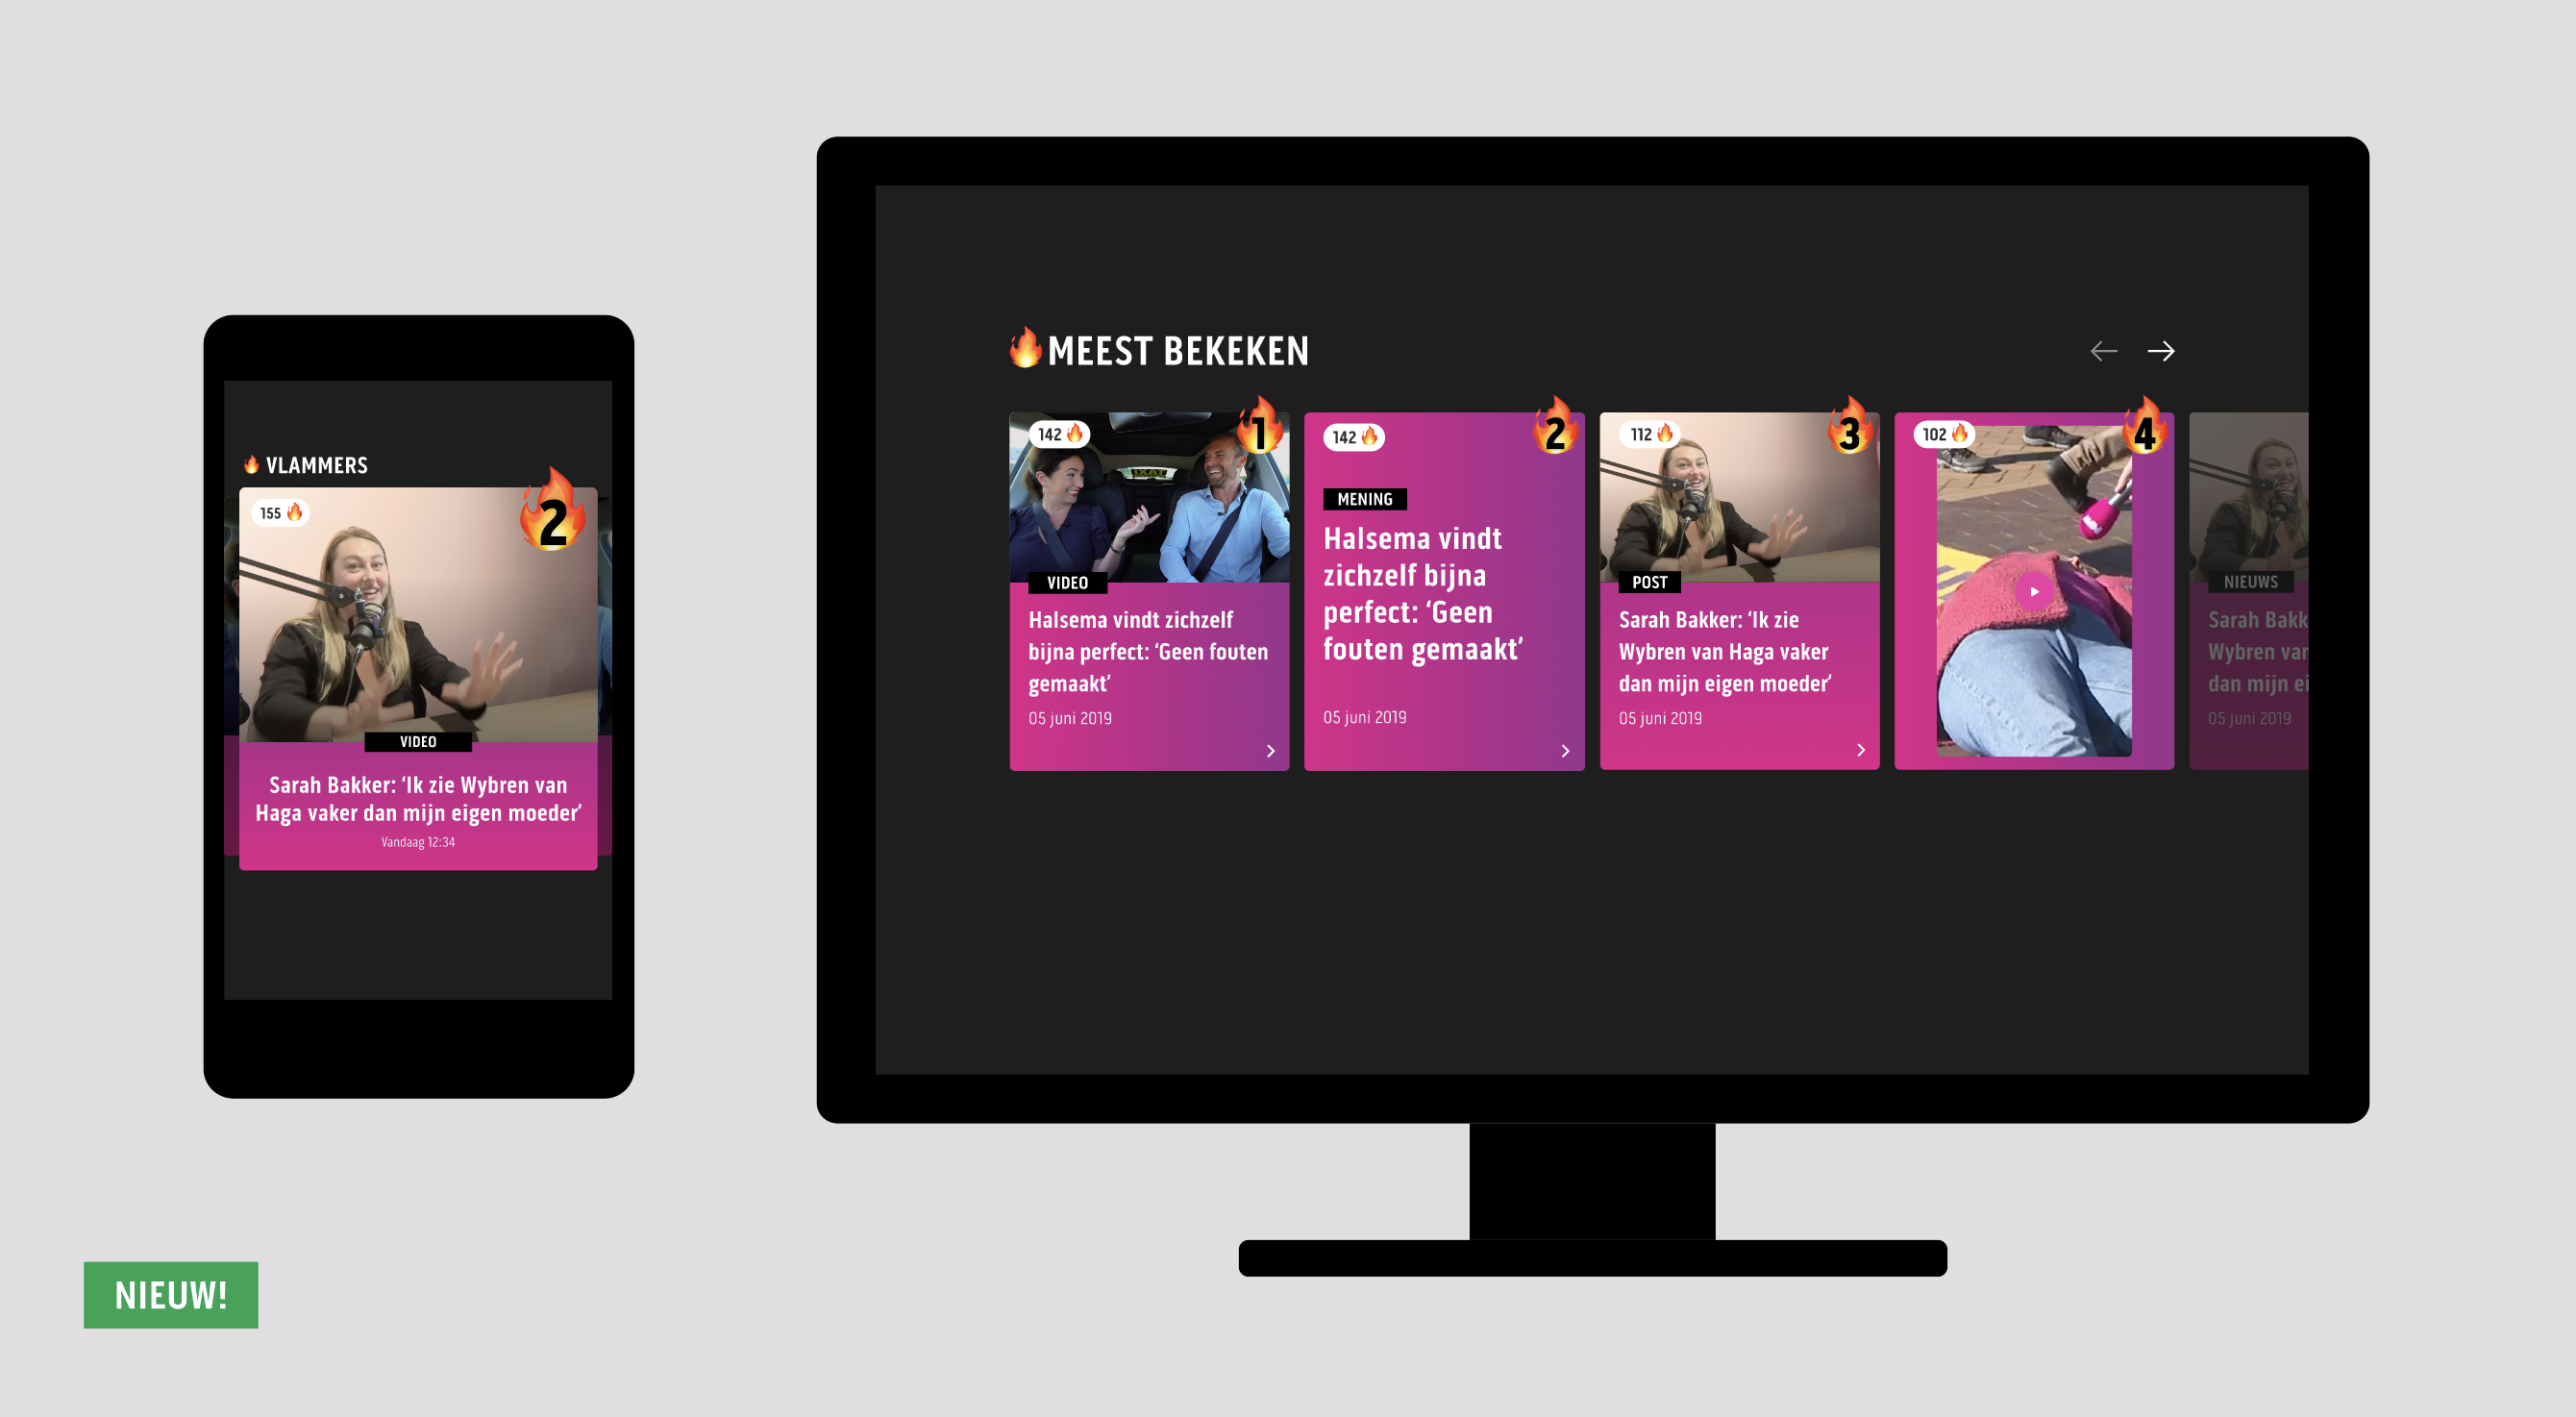 VLAMMERS
155
2
VIDEO
Sarah Bakker: ‘Ik zie Wybren van
Haga vaker dan mijn eigen moeder’
Vandaag 12:34
MEEST BEKEKEN
142
1
TAXI
VIDEO
Halsema vindt zichzelf
bijna perfect: ‘Geen fouten
gemaakt’
05 juni 2019
142
2
MENING
Halsema vindt
zichzelf bijna
perfect: ‘Geen
fouten gemaakt’
05 juni 2019
112
3
POST
Sarah Bakker: ‘Ik zie
Wybren van Haga vaker
dan mijn eigen moeder’
05 juni 2019
102
4
NIEUWS
Sarah Bakk
Wybren var
dan mijn ei
05 juni 2019
NIEUW!